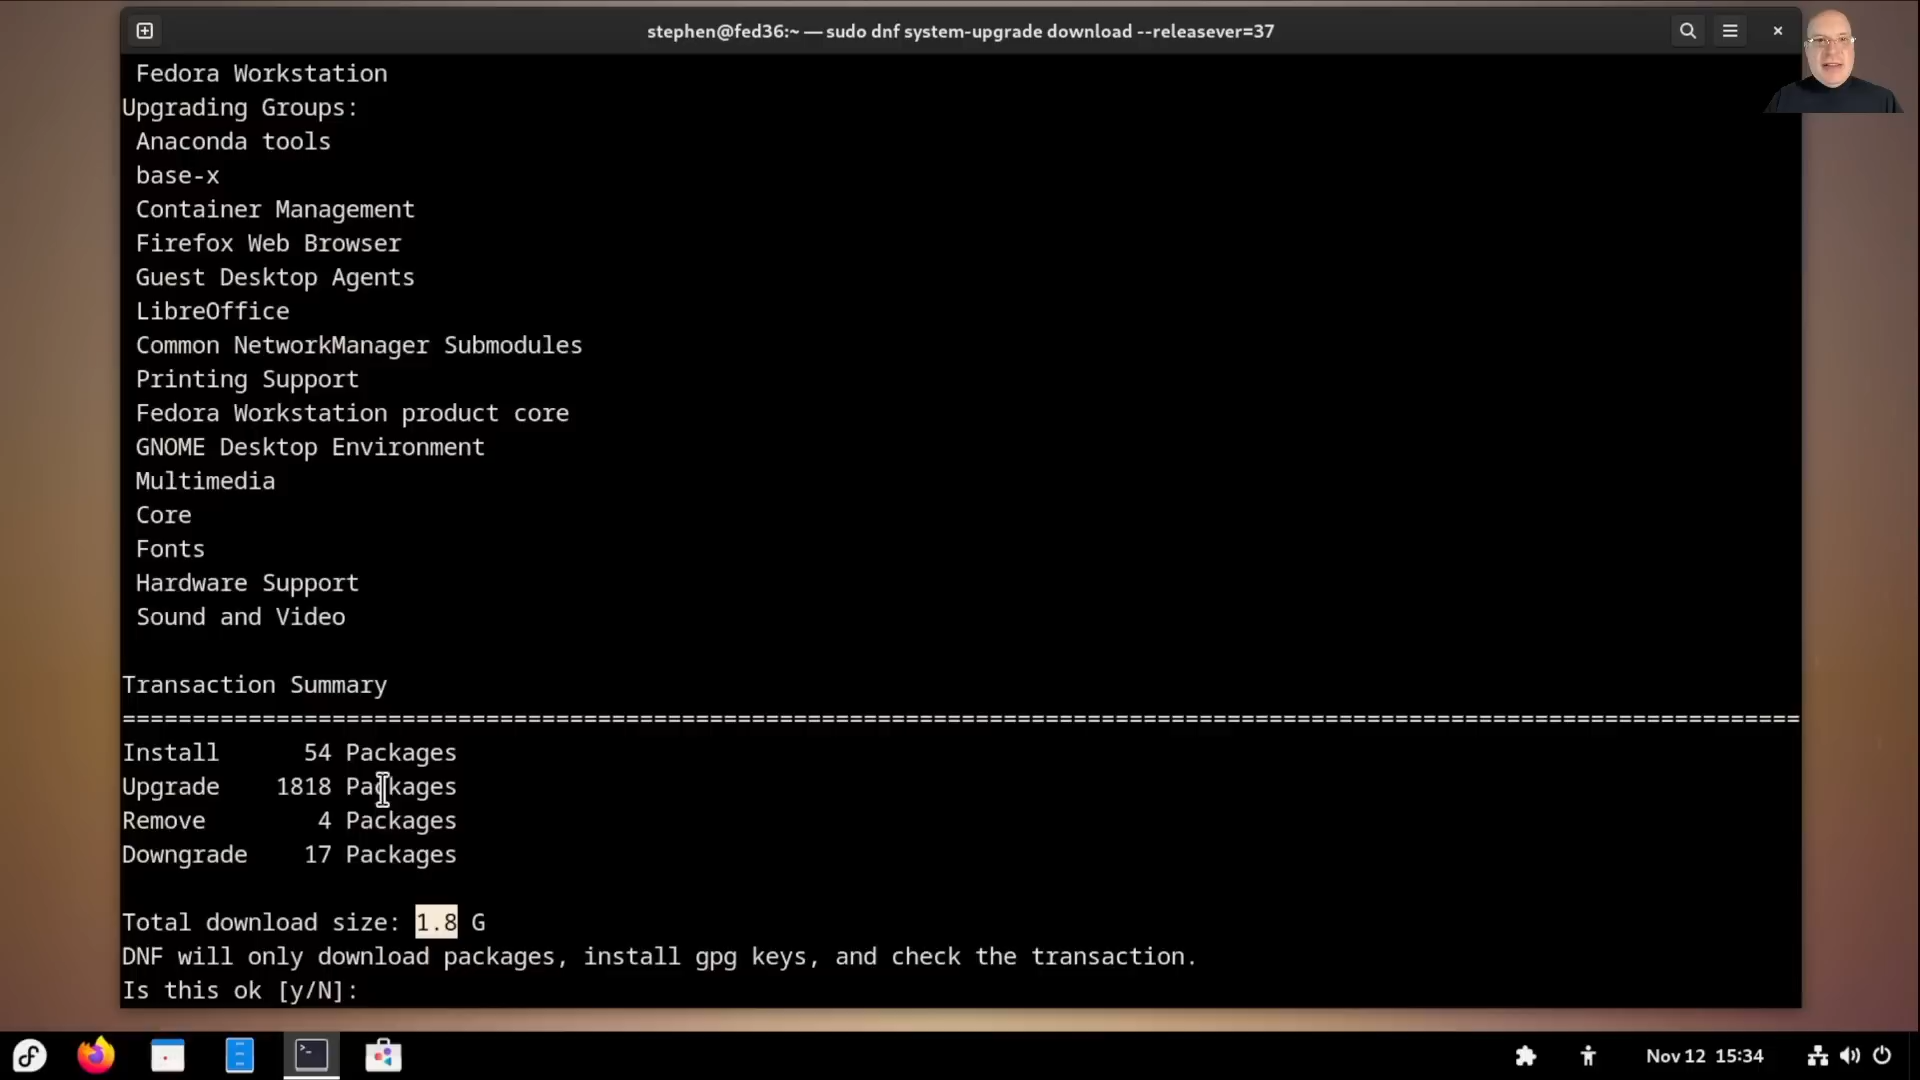 stephen@fed36:~ — sudo dnf system-upgrade download --releasever=37
Fedora Workstation
Upgrading Groups:
Anaconda tools
base-x
Container Management
Firefox Web Browser
Guest Desktop Agents
LibreOffice
Common NetworkManager Submodules
Printing Support
Fedora Workstation product core
GNOME Desktop Environment
Multimedia
Core
Fonts
Hardware Support
Sound and Video
Transaction Summary
================================================================================================================================
Install 54 Packages
Upgrade 1818 Packages
Remove 4 Packages
Downgrade 17 Packages
Total download size: 1.8 G
DNF will only download packages, install gpg keys, and check the transaction.
Is this ok [y/N]:
Nov 12 15:34